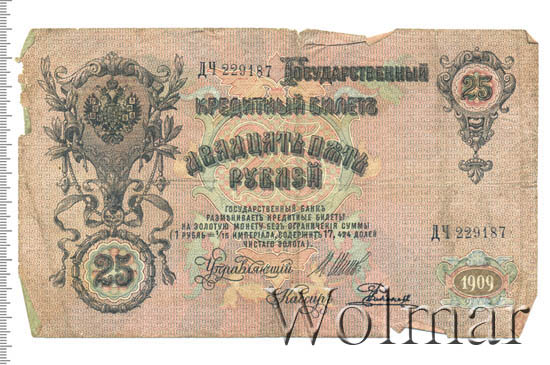 ДЧ 229187 ГОСУДАРСТВЕННЫЙ
25
КРЕДИТНЫЙ БИЛЕТЪ
ДВАДЦАТЬ ПЯТЬ
РУБЛЕЙ
ГОСУДАРСТВЕННЫЙ БАНКЪ
РАЗМѢНИВАЕТЪ КРЕДИТНЫЕ БИЛЕТЫ
НА ЗОЛОТУЮ МОНЕТУ БЕЗЪ ОГРАНИЧЕНІЯ СУММЫ
(1 РУБЛЬ = 1/15 ИМПЕРІАЛА, СОДЕРЖИТЪ 17,424 ДОЛЕЙ
ЧИСТАГО ЗОЛОТА)
ДЧ 229187
25
Управляющій
Кассиръ
1909
Wolmar